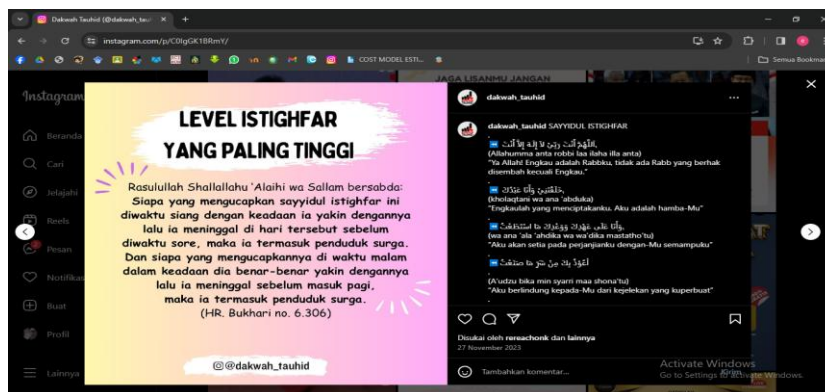 Dakwah Tauhid (@dakwah_tau
instagram.com/p/C0IgGK1BRmY/
COST MODEL ESTI...
Semua Bookmar
JAGA LISANMU JANGAN
Instagram
Beranda
Cari
Jelajahi
Reels
Pesan
Notifikas
Buat
Profil
Lainnya
LEVEL ISTIGHFAR
YANG PALING TINGGI
Rasulullah Shallallahu 'Alaihi wa Sallam bersabda:
Siapa yang mengucapkan sayyidul istighfar ini
diwaktu siang dengan keadaan ia yakin dengannya
lalu ia meninggal di hari tersebut sebelum
diwaktu sore, maka ia termasuk penduduk surga.
Dan siapa yang mengucapkannya di waktu malam
dalam keadaan dia benar-benar yakin dengannya
lalu ia meninggal sebelum masuk pagi,
maka ia termasuk penduduk surga.
(HR. Bukhari no. 6.306)
@dakwah_tauhid
dakwah_tauhid
dakwah_tauhid SAYYIDUL ISTIGHFAR
.
اَللَّهُمَّ أَنْتَ رَبِّيْ لاَ إِلَهَ إِلاَّ أَنْتَ،
(Allahumma anta robbi laa ilaha illa anta)
"Ya Allah! Engkau adalah Rabbku, tidak ada Rabb yang berhak
disembah kecuali Engkau."
.
خَلَقْتَنِيْ وَأَنَا عَبْدُكَ،
(kholaqtani wa ana 'abduka)
"Engkaulah yang menciptakanku. Aku adalah hamba-Mu"
.
وَأَنَا عَلَى عَهْدِكَ وَوَعْدِكَ مَا اسْتَطَعْتُ،
(wa ana 'ala 'ahdika wa wa'dika mastatho'tu)
"Aku akan setia pada perjanjianku dengan-Mu semampuku"
.
أَعُوْذُ بِكَ مِنْ شَرِّ مَا صَنَعْتُ
(A'udzu bika min syarri maa shona'tu)
"Aku berlindung kepada-Mu dari kejelekan yang kuperbuat"
Disukai oleh rereachonk dan lainnya
27 November 2023
Tambahkan komentar...
Kirim
Activate Windows
Go to Settings to activate Windows.